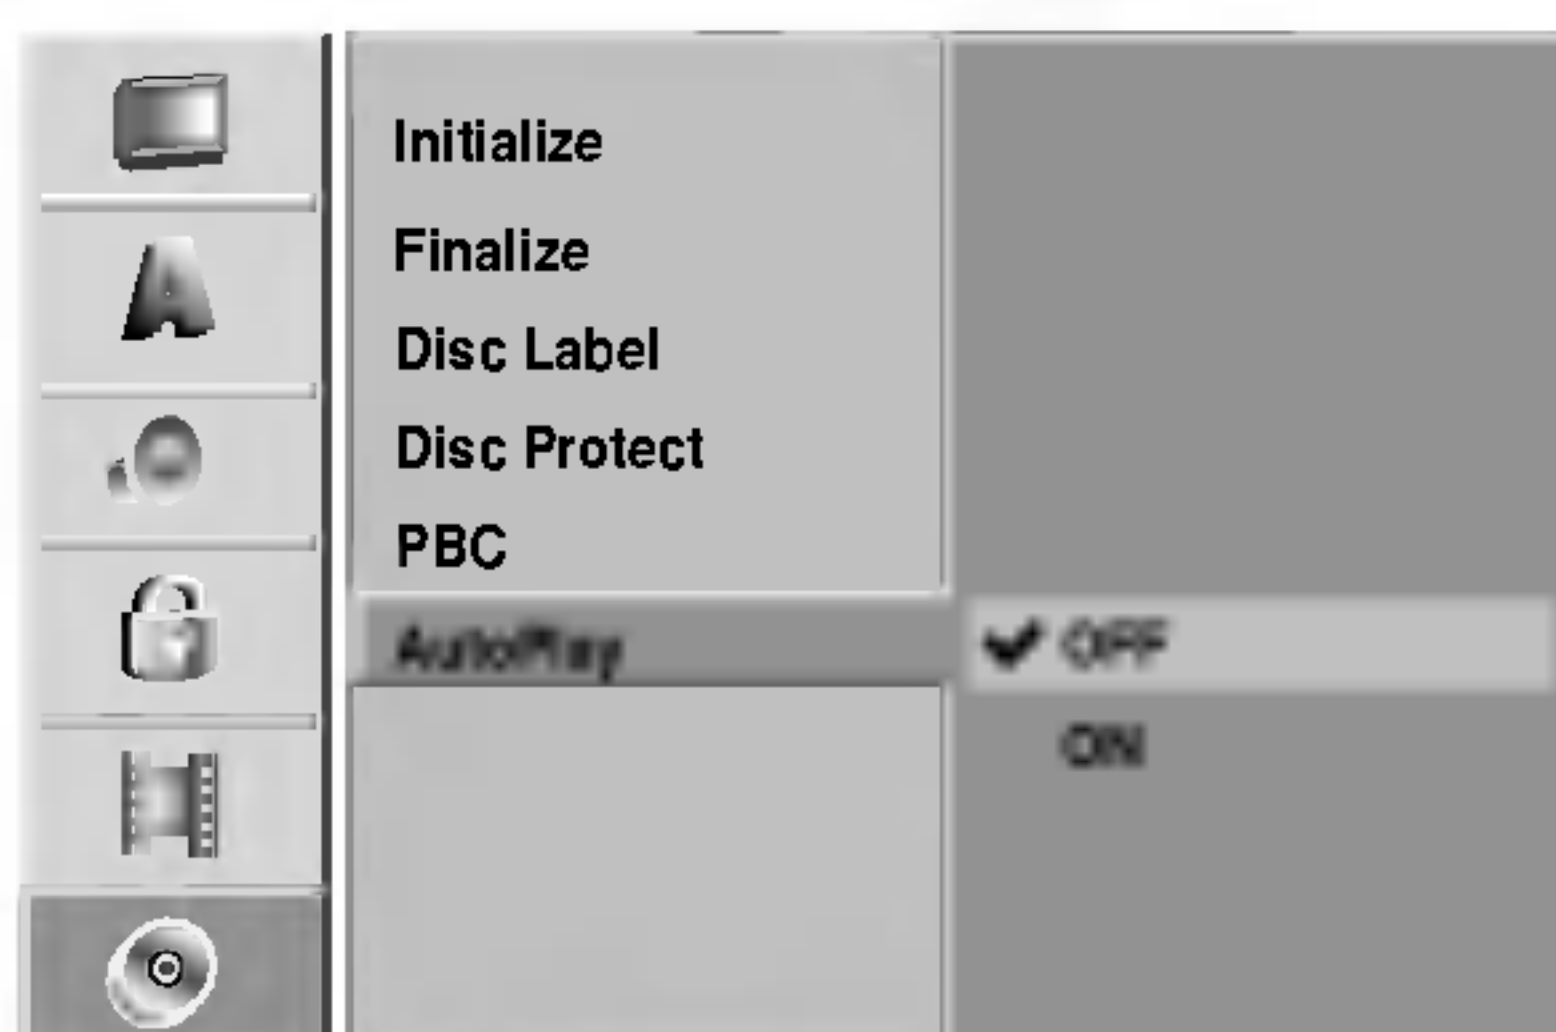 Initialize
Finalize
Disc Label
Disc Protect
PBC
AutoPlay
OFF
ON